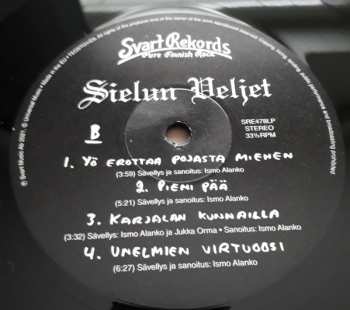 Svart Rekords
Pure Finnish Rock
Sielun Veljet
B
SRE478LP
STEREO
33⅓RPM
1. YÖ EROTTAA POJASTA MIEHEN
(3:59) Sävellys ja sanoitus: Ismo Alanko
2. PIENI PÄÄ
(5:21) Sävellys ja sanoitus: Ismo Alanko
3. KARJALAN KUNNAILLA
(3:32) Sävellys: Ismo Alanko ja Jukka Orma • Sanoitus: Ismo Alanko
4. UNELMIEN VIRTUOOSI
(6:27) Sävellys ja sanoitus: Ismo Alanko